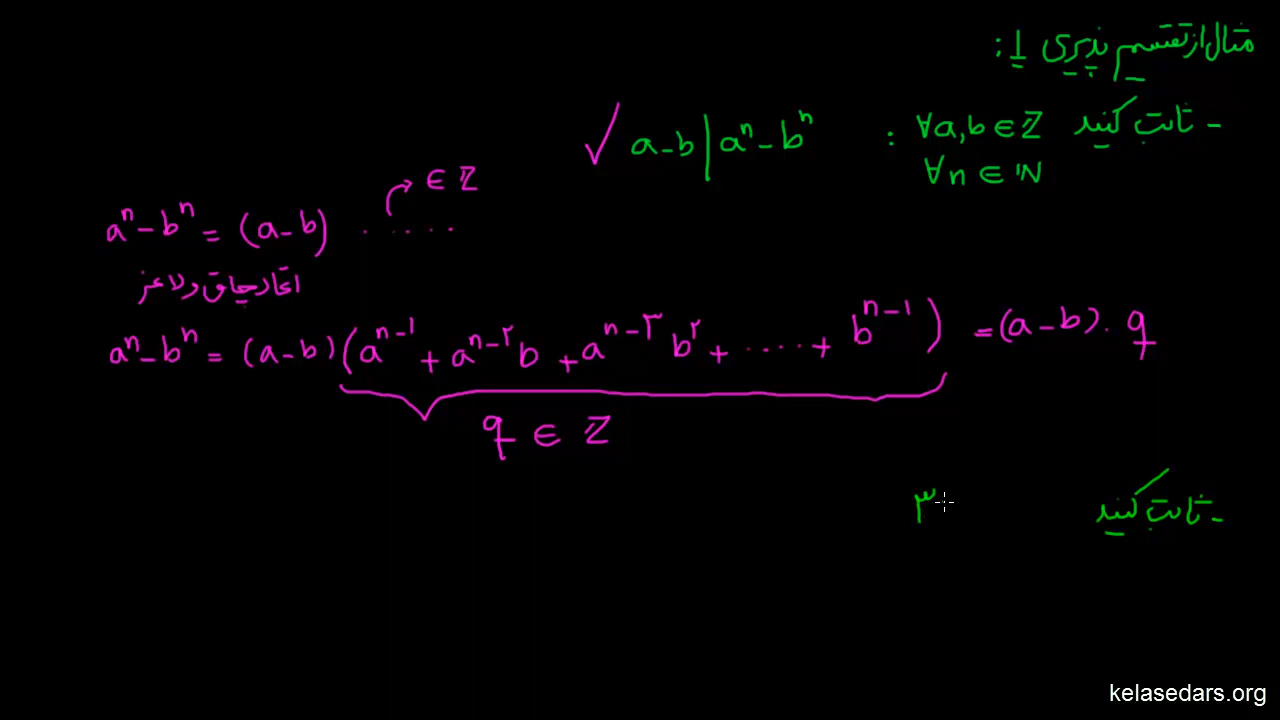 مثال از تقسیم پذیری 1 :
- ثابت کنید ∀a,b ∈ ℤ : a-b | aⁿ - bⁿ ✓
∀n ∈ ℕ
aⁿ - bⁿ = (a-b) ..... ∈ ℤ
اتحاد چاق و لاغر
aⁿ - bⁿ = (a-b)(aⁿ⁻¹ + aⁿ⁻²b + aⁿ⁻³b² + .... + bⁿ⁻¹) = (a-b). q
q ∈ ℤ
- ثابت کنید ۳
kelasedars.org